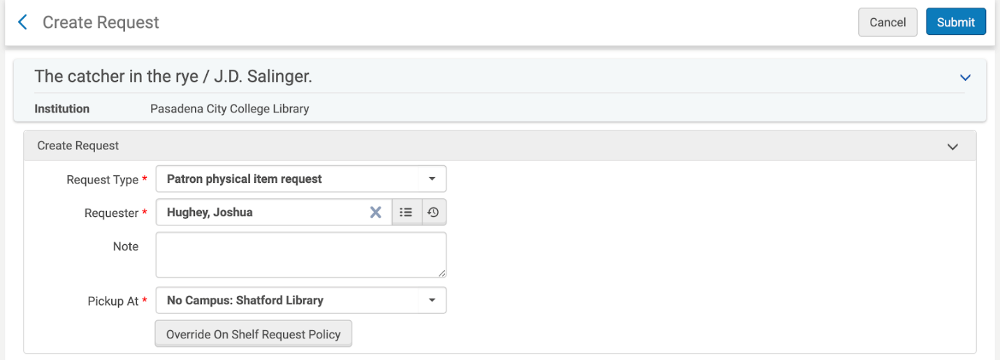 Create Request
Cancel
Submit
The catcher in the rye / J.D. Salinger.
Institution Pasadena City College Library
Create Request
Request Type * Patron physical item request
Requester * Hughey, Joshua
Note
Pickup At * No Campus: Shatford Library
Override On Shelf Request Policy